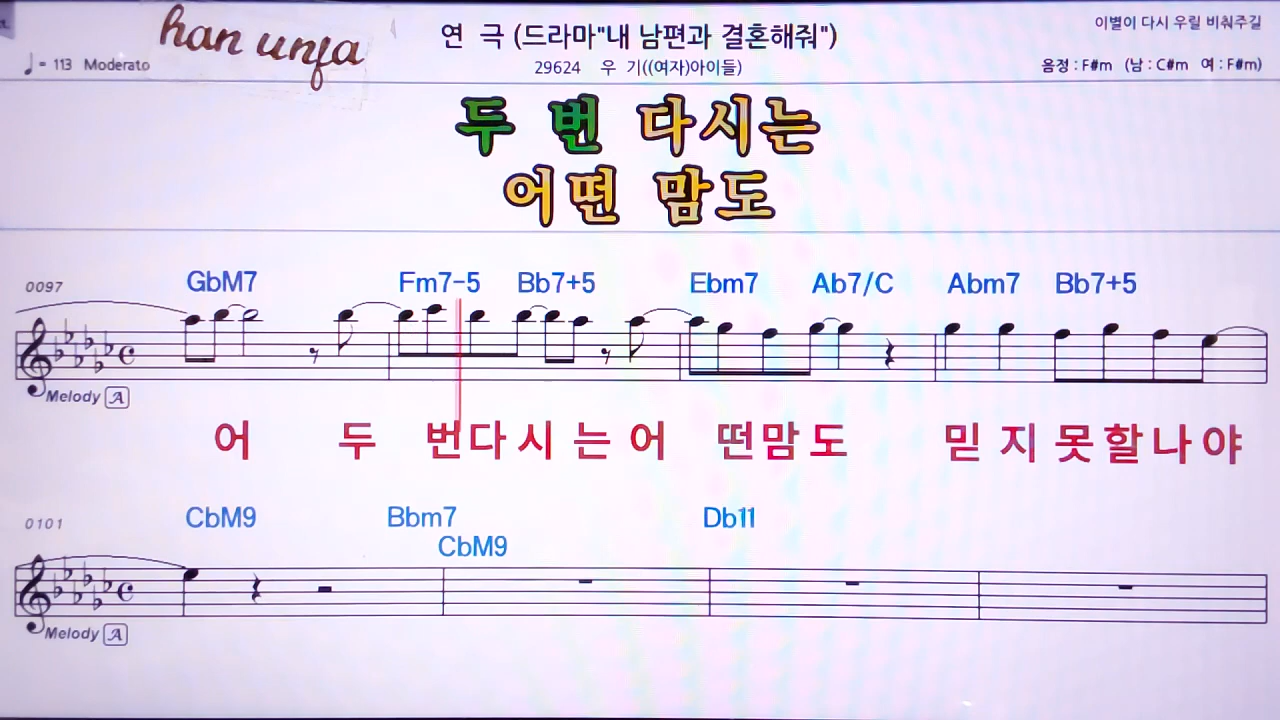 han unja
연 극 (드라마"내 남편과 결혼해줘")
이별이 다시 우릴 비춰주길
♩= 113 Moderato
29624 우 기((여자)아이들)
음정 : F#m (남 : C#m 여 : F#m)
두 번 다시는
어떤 맘도
0097 GbM7 Fm7-5 Bb7+5 Ebm7 Ab7/C Abm7 Bb7+5
Melody A
어 두 번다시 는 어 떤맘도 믿 지 못할나야
0101 CbM9 Bbm7 Db11
CbM9
Melody A